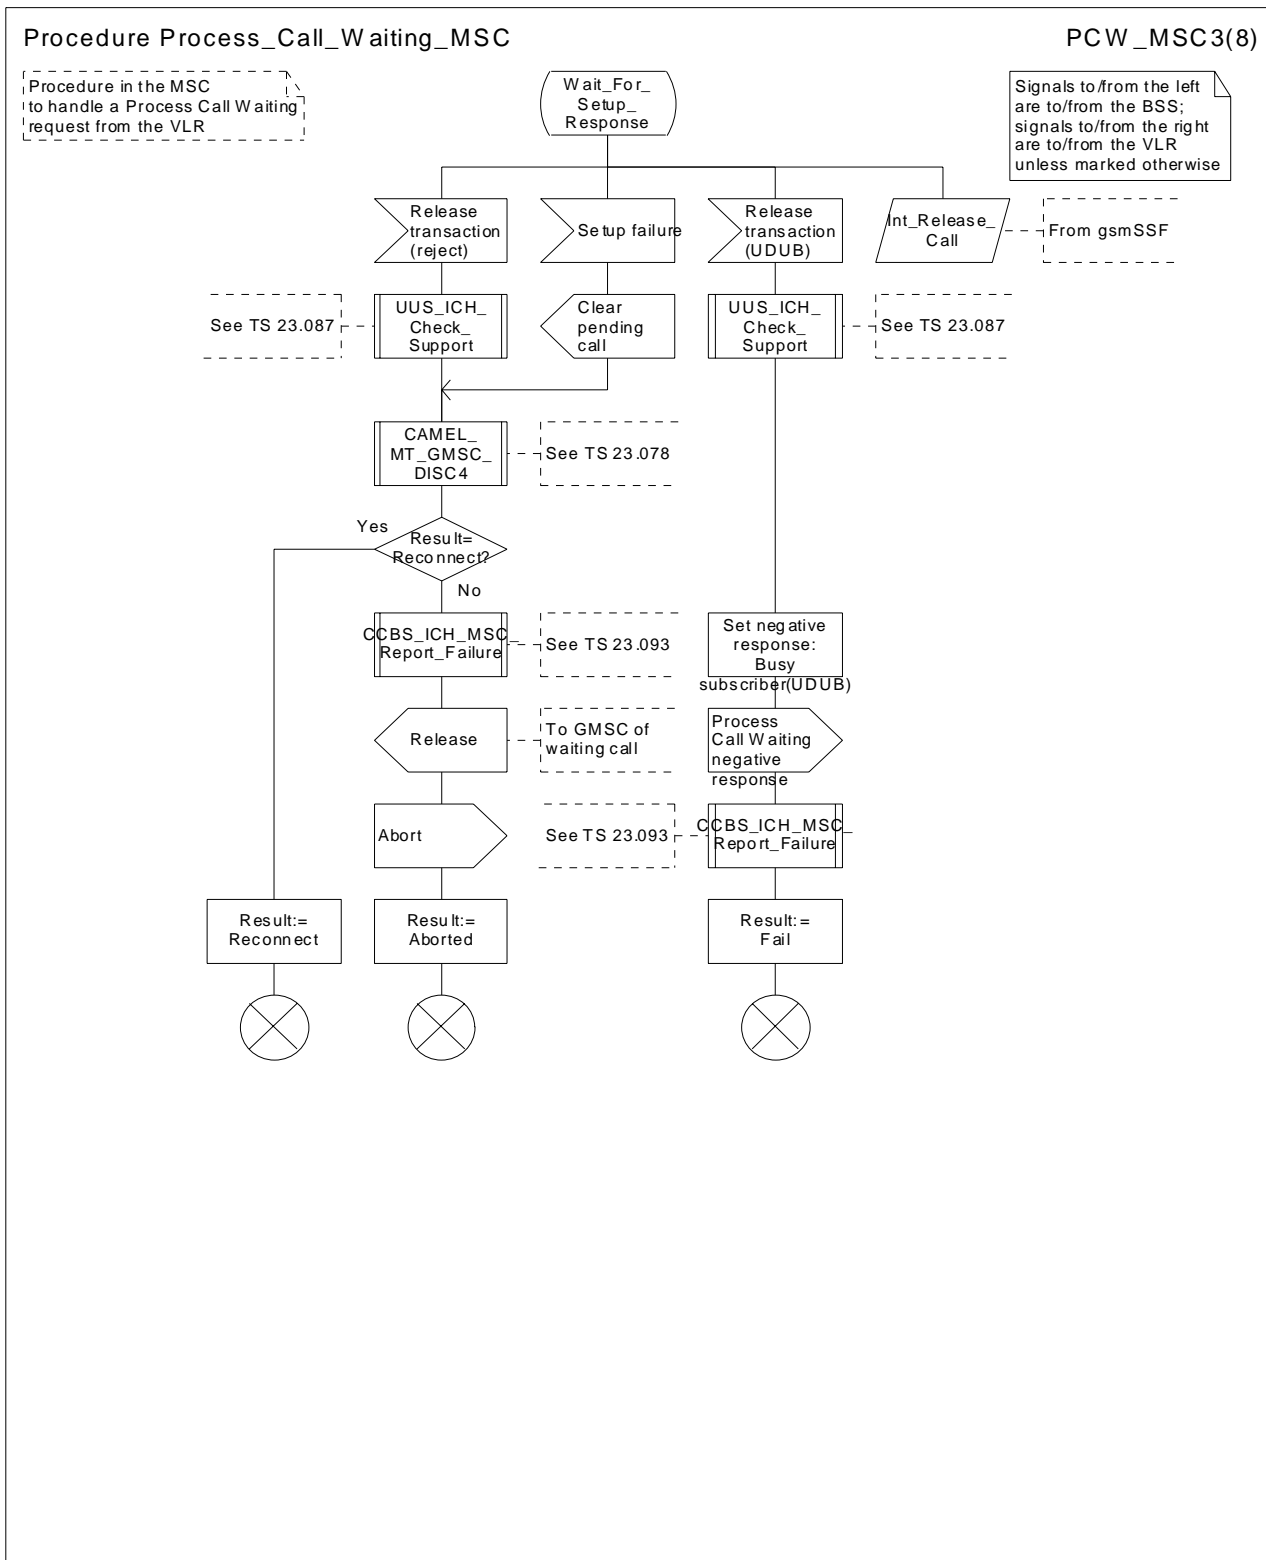 Procedure Process_Call_Waiting_MSC
PCW_MSC3(8)
Procedure in the MSC
to handle a Process Call Waiting
request from the VLR
Wait_For_
Setup_
Response
Signals to/from the left
are to/from the BSS;
signals to/from the right
are to/from the VLR
unless marked otherwise
Release
transaction
(reject)
Setup failure
Release
transaction
(UDUB)
Int_Release_
Call
From gsmSSF
See TS 23.087
UUS_ICH_
Check_
Support
Clear
pending
call
UUS_ICH_
Check_
Support
See TS 23.087
CAMEL_
MT_GMSC_
DISC4
See TS 23.078
Yes
Result=
Reconnect?
No
CCBS_ICH_MSC_
Report_Failure
See TS 23.093
Set negative
response:
Busy
subscriber(UDUB)
Release
To GMSC of
waiting call
Process
Call Waiting
negative
response
Abort
See TS 23.093
CCBS_ICH_MSC_
Report_Failure
Result:=
Reconnect
Result:=
Aborted
Result:=
Fail